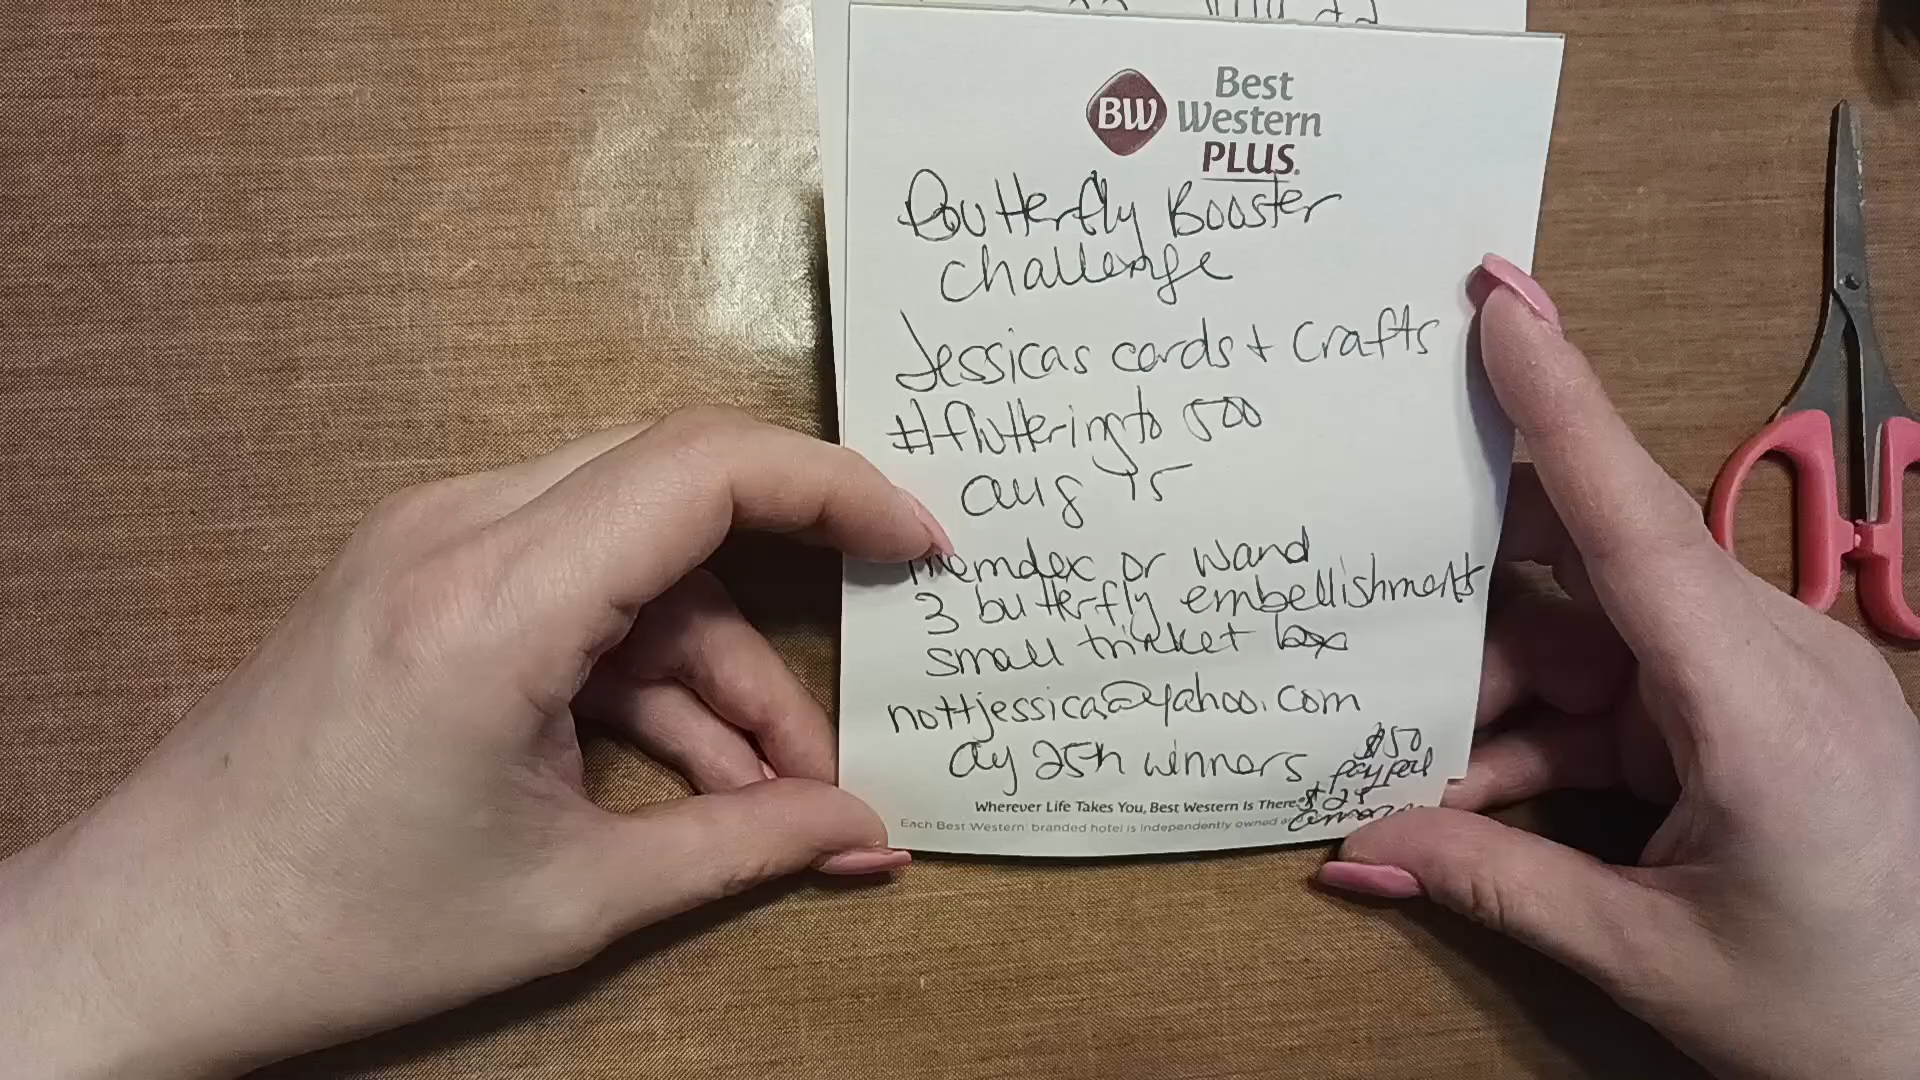 BW Best
Western
PLUS.
Butterfly Booster
challenge
Jessicas cards + crafts
#fluttering to 500
aug 15
memdex or wand
3 butterfly embellishments
small trinket box
nottjessica@yahoo.com
25th winners
$50
paypal
$25
Wherever Life Takes You, Best Western Is There.
Each Best Western branded hotel is independently owned